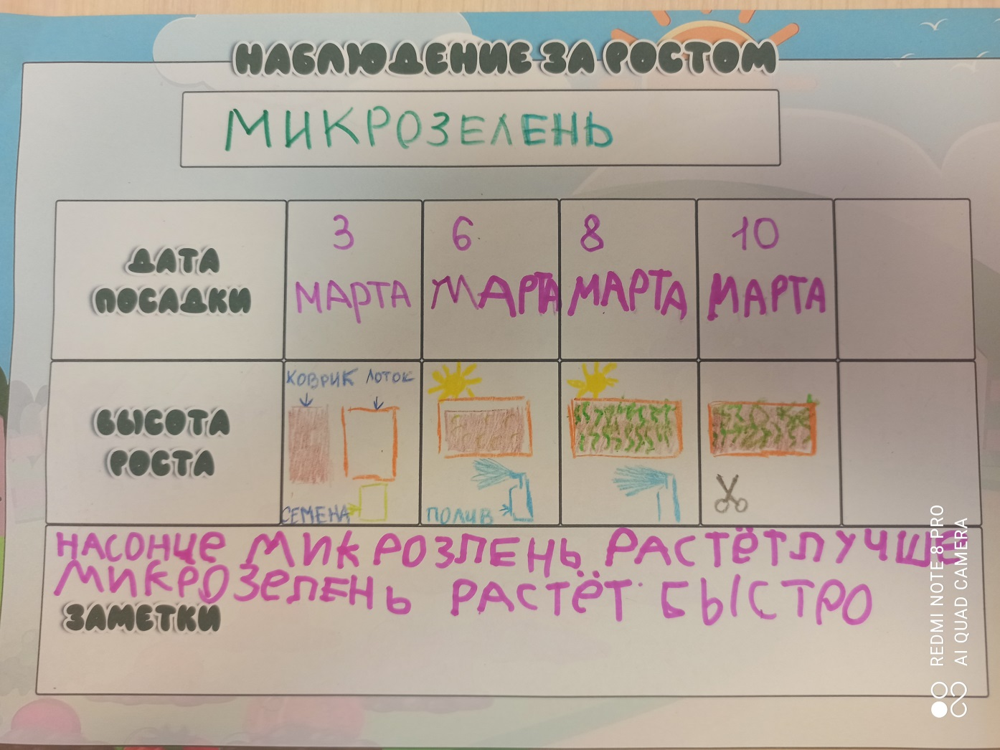 НАБЛЮДЕНИЕ ЗА РОСТОМ
МИКРОЗЕЛЕНЬ
ДАТА ПОСАДКИ
3 МАРТА
6 МАРТА
8 МАРТА
10 МАРТА
ВЫСОТА РОСТА
КОВРИК ЛОТОК
СЕМЕНА
ПОЛИВ
НАСОНЦЕ МИКРОЗЛЕНЬ РАСТЁТЛУЧШЕ
МИКРОЗЕЛЕНЬ РАСТЁТ БЫСТРО
ЗАМЕТКИ
REDMI NOTE 8 PRO
AI QUAD CAMERA